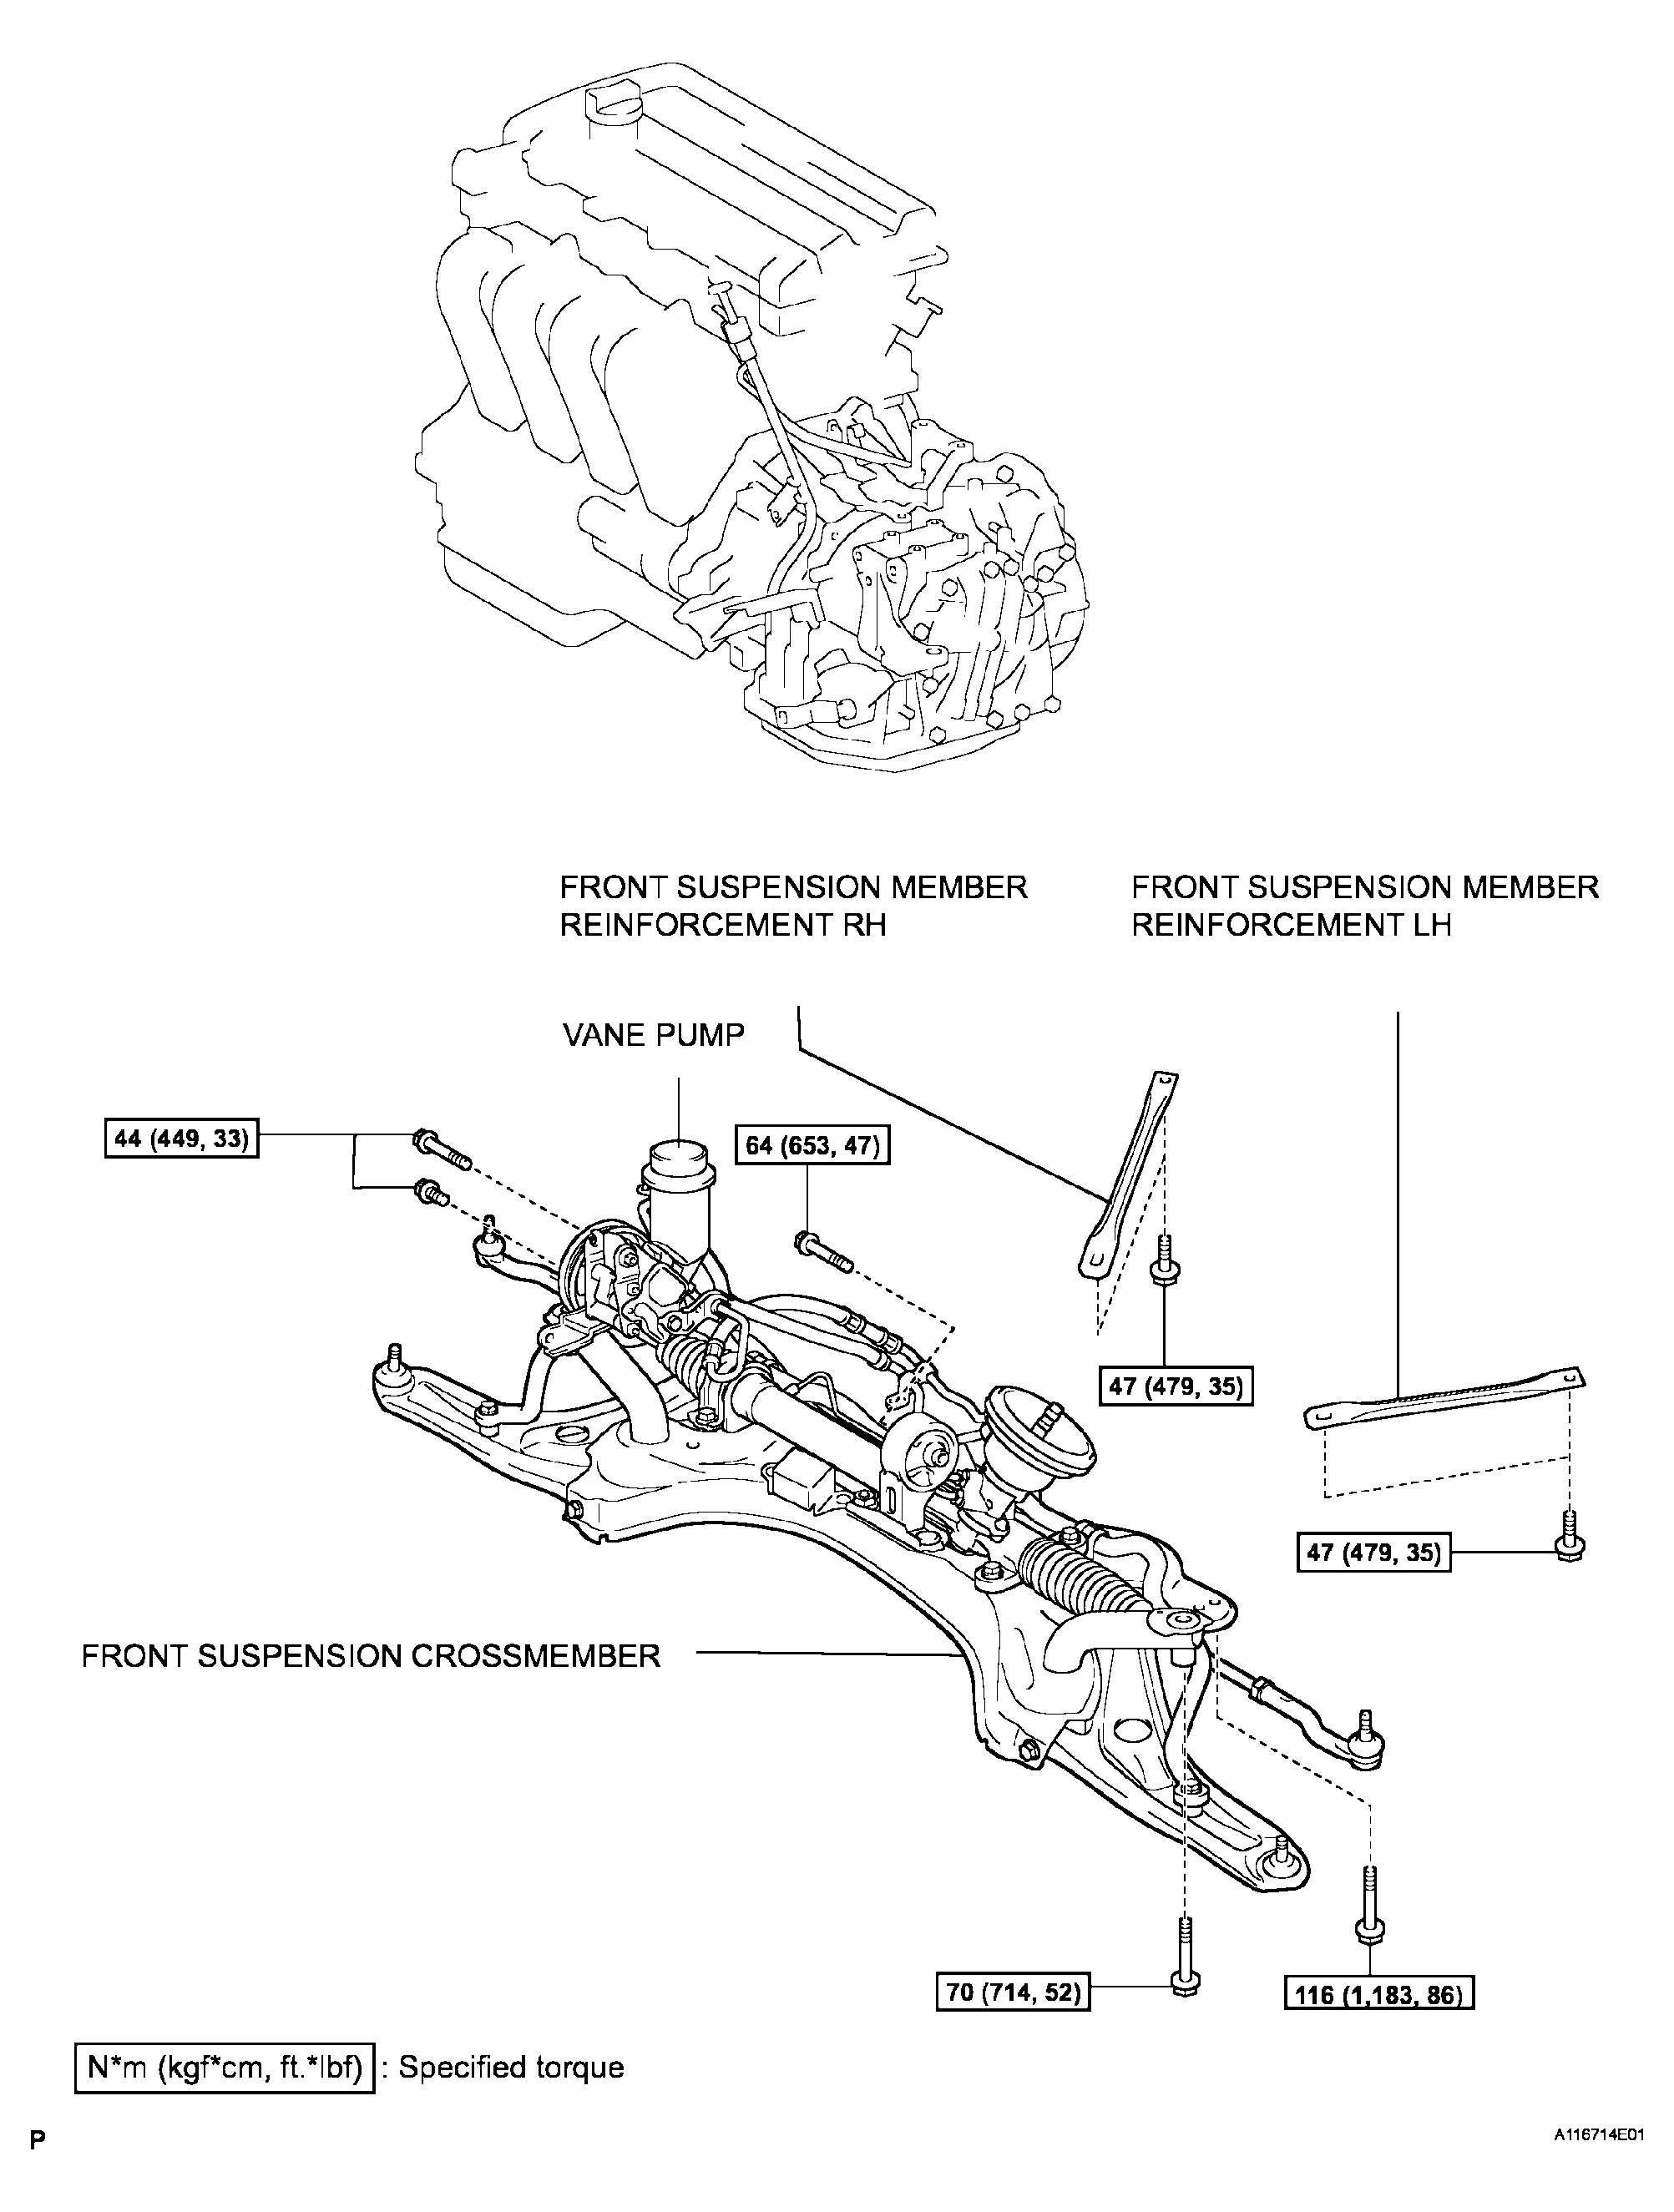 FRONT SUSPENSION MEMBER
REINFORCEMENT RH
FRONT SUSPENSION MEMBER
REINFORCEMENT LH
VANE PUMP
44 (449, 33)
64 (653, 47)
47 (479, 35)
47 (479, 35)
FRONT SUSPENSION CROSSMEMBER
70 (714, 52)
116 (1,183, 86)
N*m (kgf*cm, ft.*lbf) : Specified torque
P
A116714E01